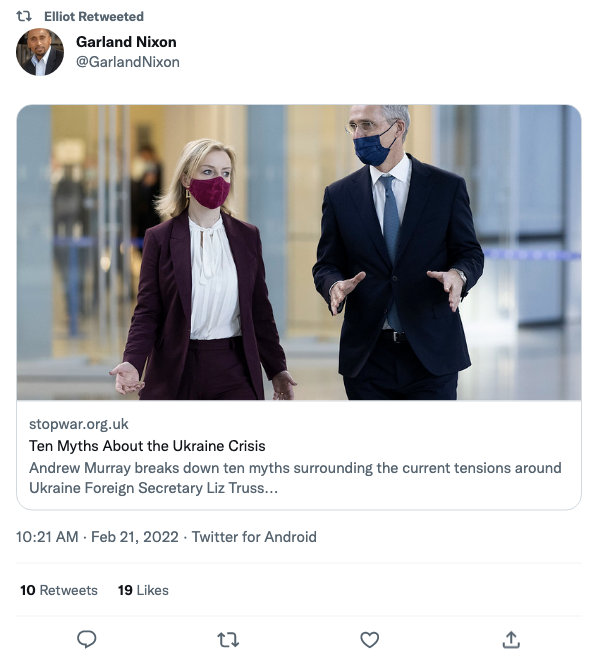 Elliot Retweeted
Garland Nixon
@GarlandNixon
stopwar.org.uk
Ten Myths About the Ukraine Crisis
Andrew Murray breaks down ten myths surrounding the current tensions around
Ukraine Foreign Secretary Liz Truss...
10:21 AM · Feb 21, 2022 · Twitter for Android
10 Retweets 19 Likes